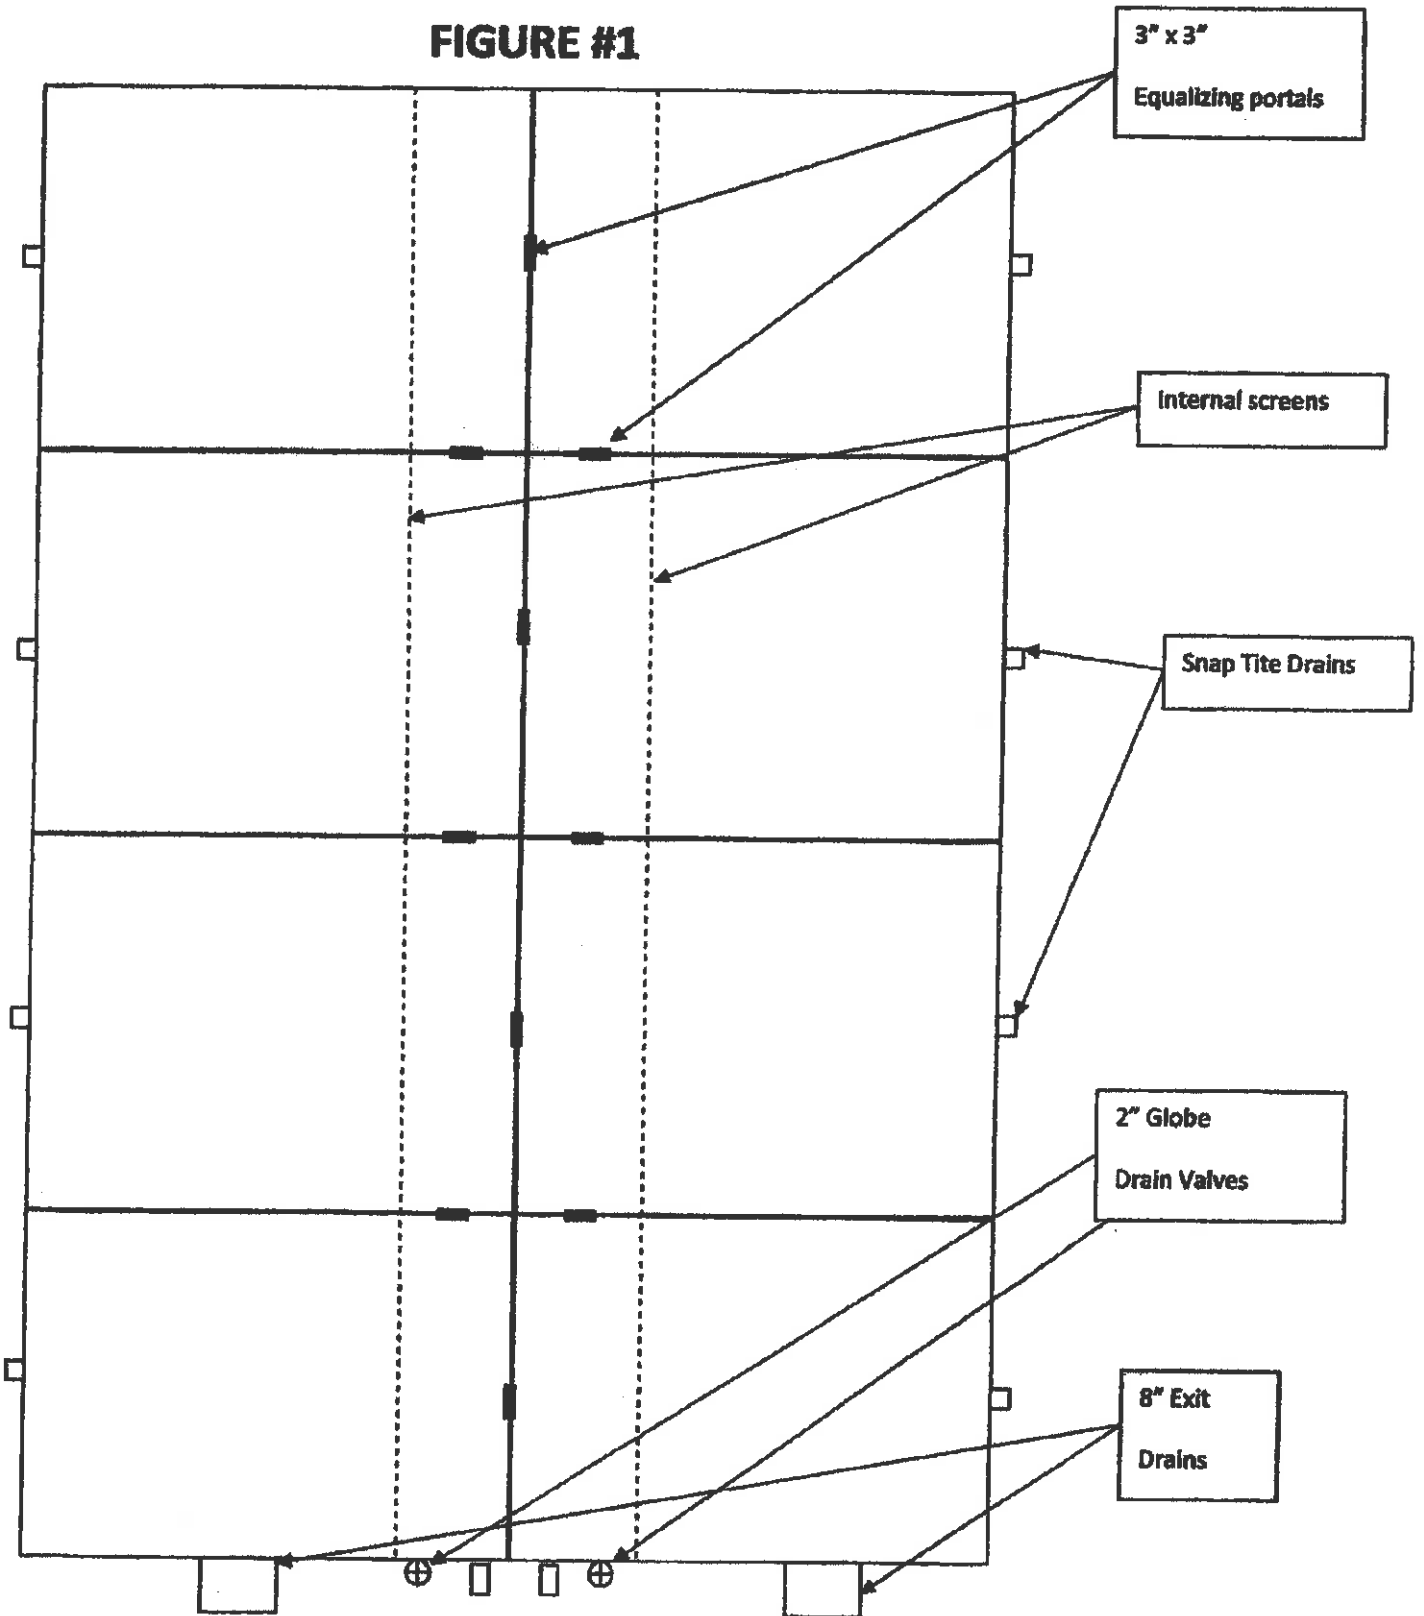 FIGURE #1
3” x 3”
Equalizing portals
Internal screens
Snap Tite Drains
2” Globe
Drain Valves
8” Exit
Drains